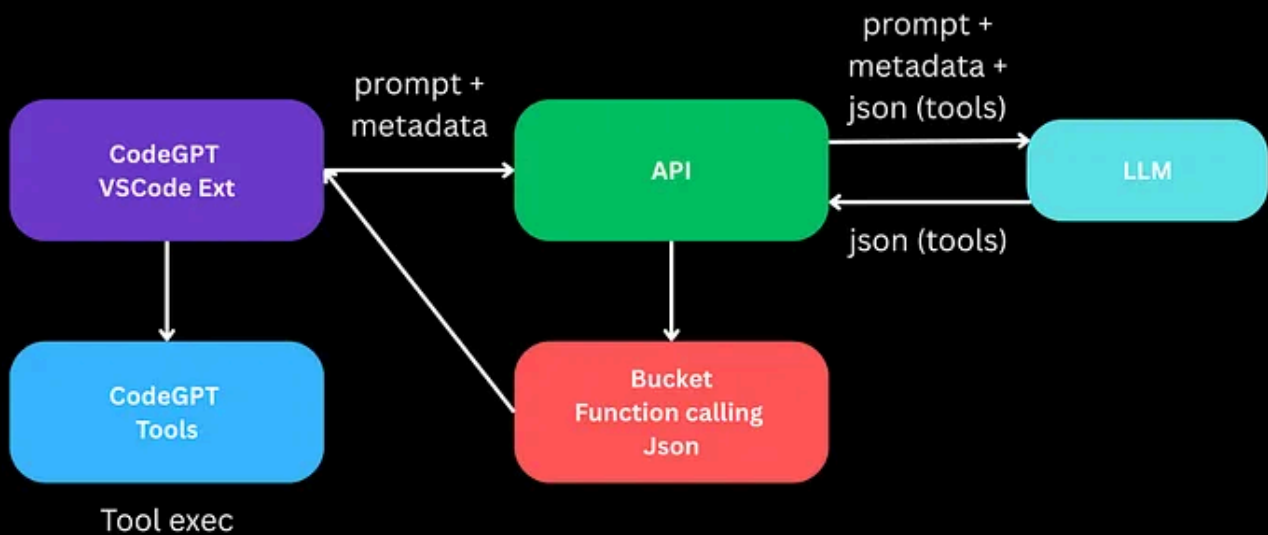 prompt +
metadata +
json (tools)
prompt +
metadata
CodeGPT
VSCode Ext
API
LLM
json (tools)
CodeGPT
Tools
Bucket
Function calling
Json
Tool exec